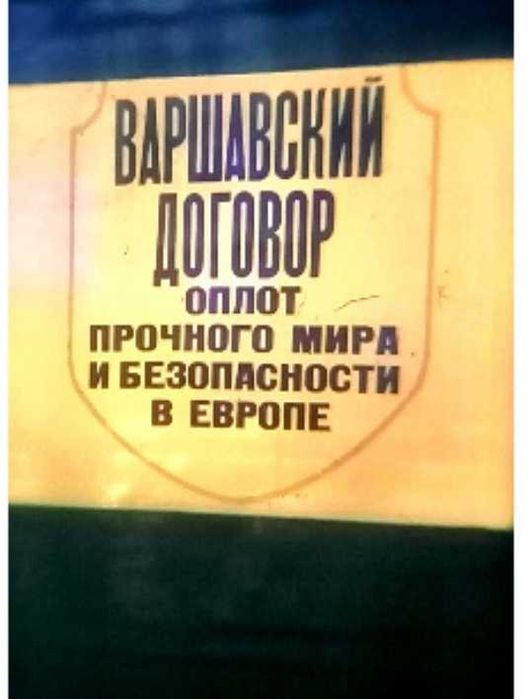 ВАРШАВСКИЙ
ДОГОВОР
ОПЛОТ
ПРОЧНОГО МИРА
И БЕЗОПАСНОСТИ
В ЕВРОПЕ